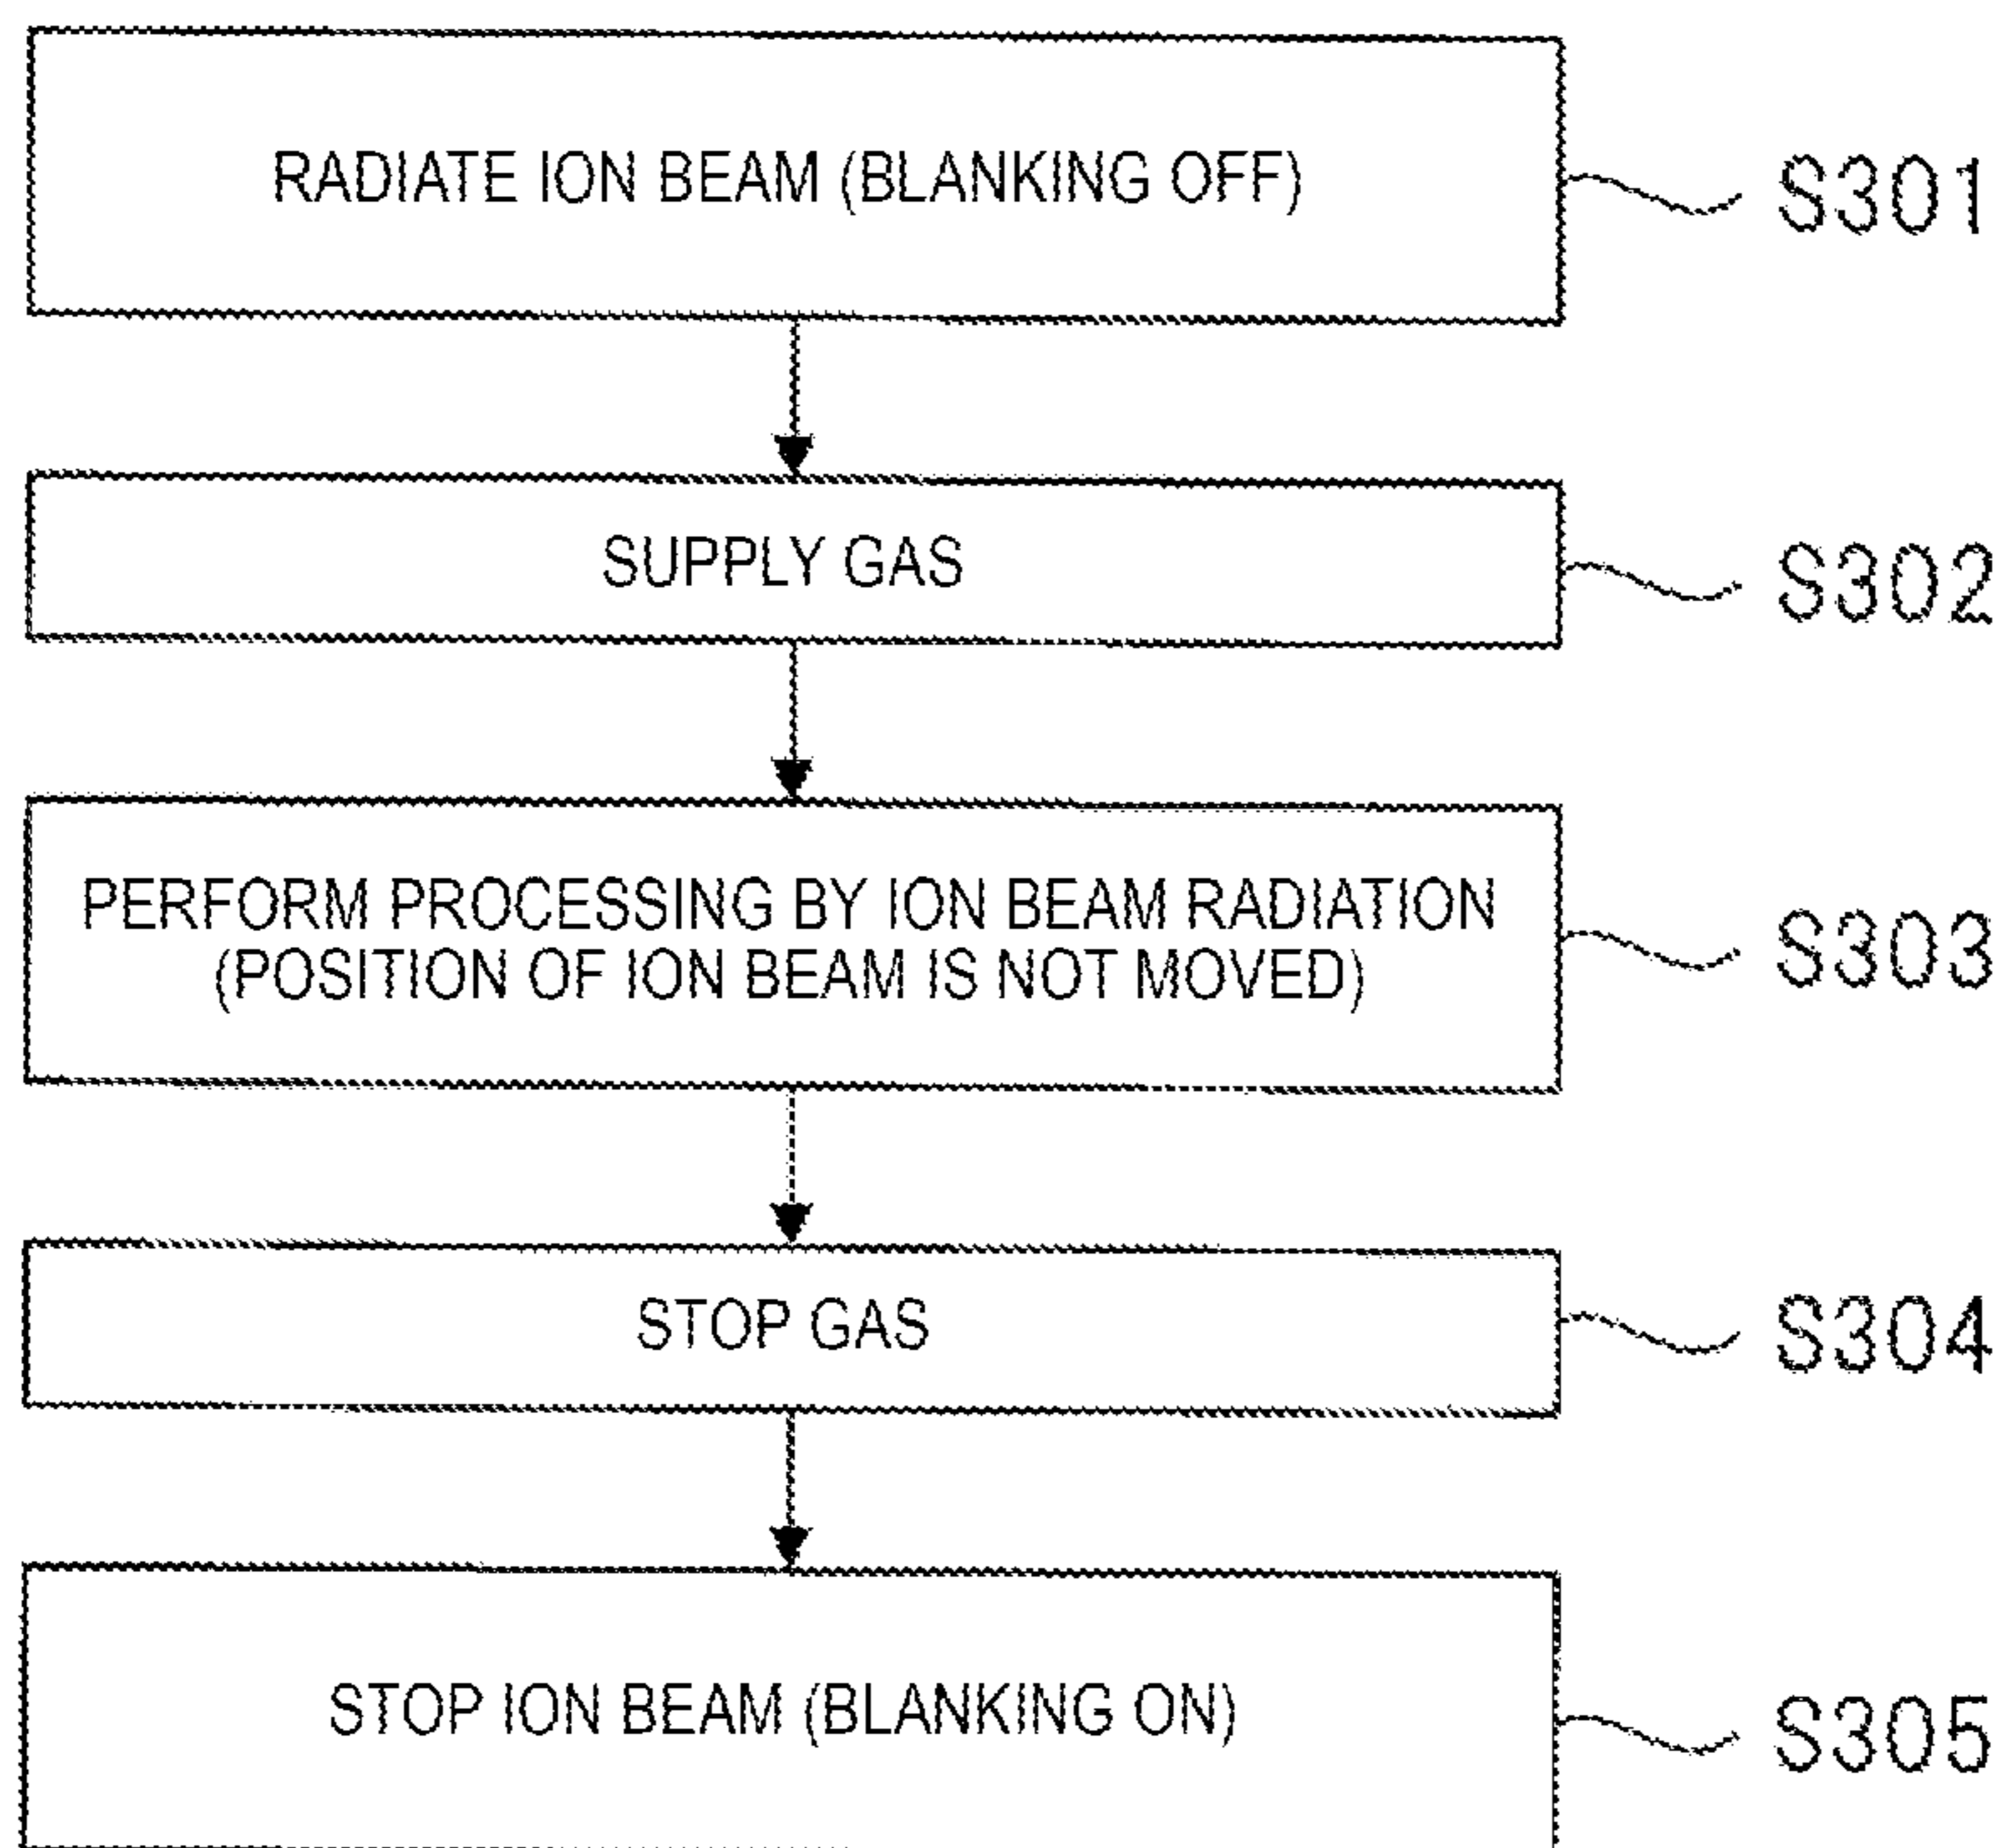 RADIATE ION BEAM (BLANKING OFF)
S301
SUPPLY GAS
S302
PERFORM PROCESSING BY ION BEAM RADIATION
(POSITION OF ION BEAM IS NOT MOVED)
S303
STOP GAS
S304
STOP ION BEAM (BLANKING ON)
S305